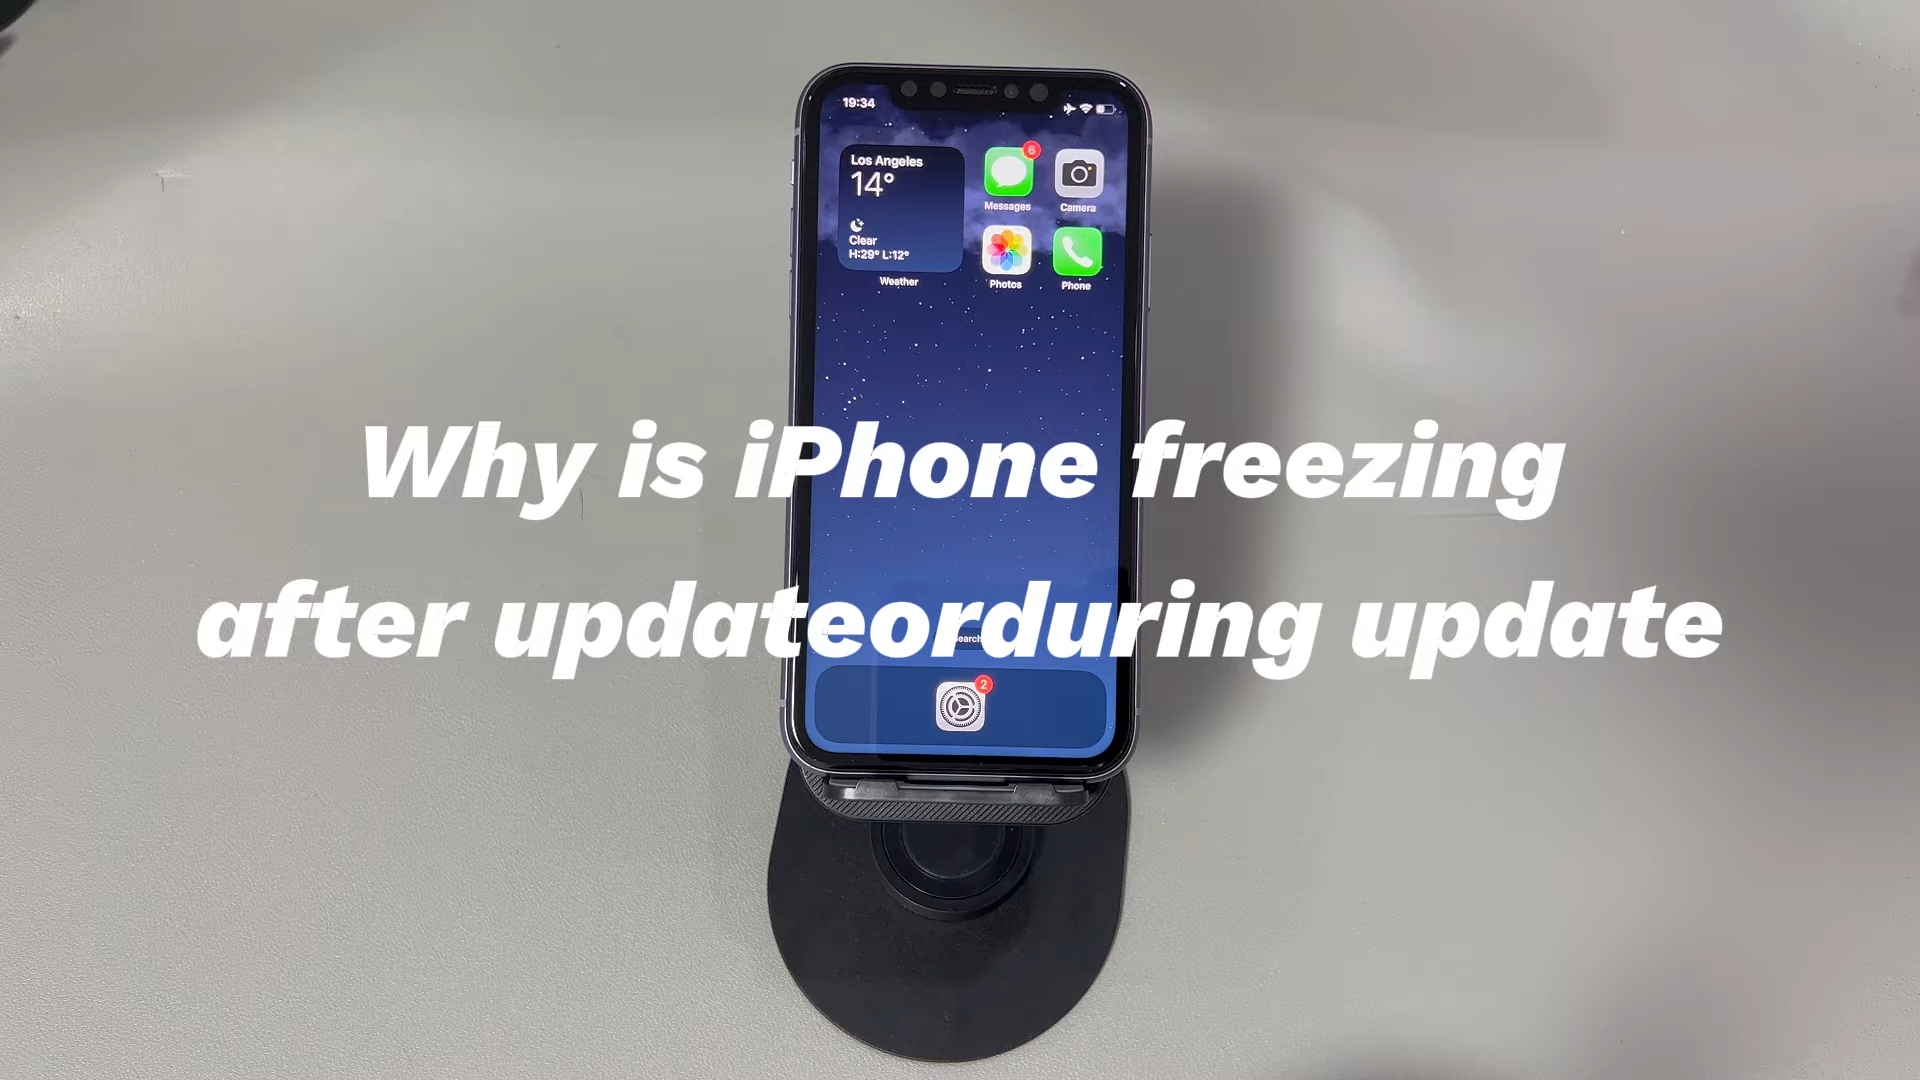 19:34
Los Angeles
14°
Clear
H:29° L:12°
Weather
6
Messages
Camera
Photos
Phone
Why is iPhone freezing
after updateorduring update
Search
2